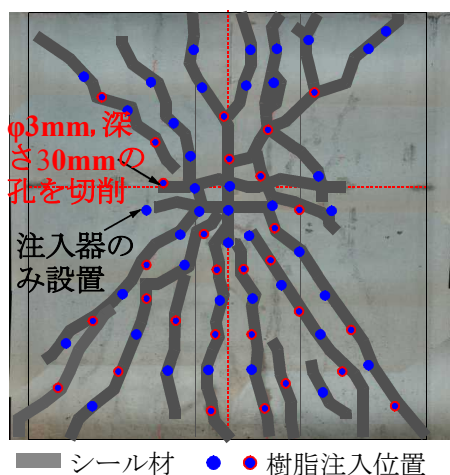 φ3mm, 深
さ30mmの
孔を切削
注入器の
み設置
シール材
樹脂注入位置